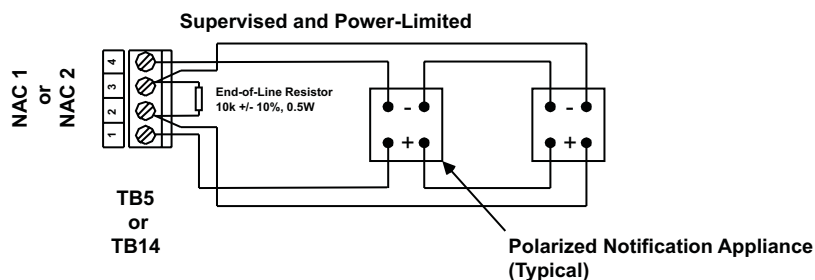 Supervised and Power-Limited
NAC 1
or
NAC 2
4
3
2
1
End-of-Line Resistor
10k +/- 10%, 0.5W
- -
+ +
TB5
or
TB14
Polarized Notification Appliance
(Typical)